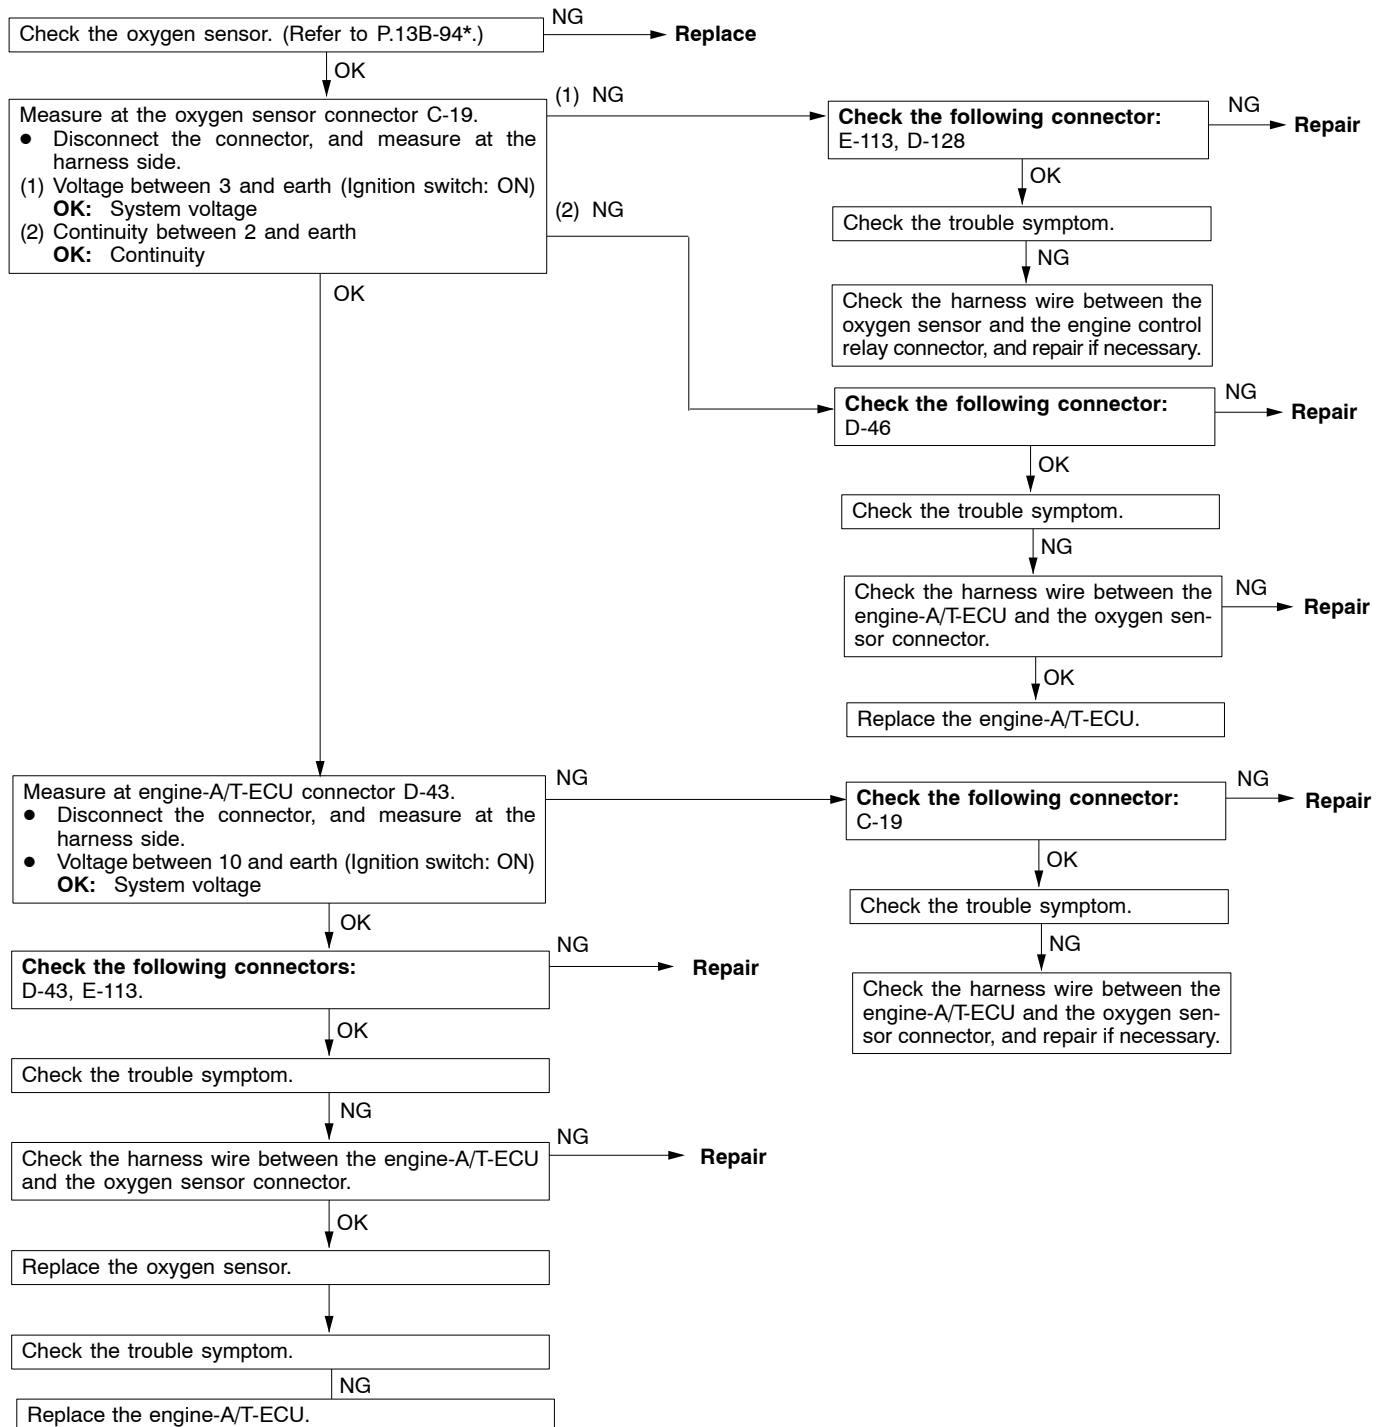 Check the oxygen sensor. (Refer to P.13B-94*.)
NG
Replace
OK
Measure at the oxygen sensor connector C-19.
● Disconnect the connector, and measure at the
harness side.
(1) Voltage between 3 and earth (Ignition switch: ON)
OK: System voltage
(2) Continuity between 2 and earth
OK: Continuity
(1) NG
Check the following connector:
E-113, D-128
NG
Repair
OK
Check the trouble symptom.
NG
Check the harness wire between the
oxygen sensor and the engine control
relay connector, and repair if necessary.
(2) NG
Check the following connector:
D-46
NG
Repair
OK
Check the trouble symptom.
NG
Check the harness wire between the
engine-A/T-ECU and the oxygen sen-
sor connector.
NG
Repair
OK
Replace the engine-A/T-ECU.
OK
Measure at engine-A/T-ECU connector D-43.
● Disconnect the connector, and measure at the
harness side.
● Voltage between 10 and earth (Ignition switch: ON)
OK: System voltage
NG
Check the following connector:
C-19
NG
Repair
OK
Check the trouble symptom.
NG
Check the harness wire between the
engine-A/T-ECU and the oxygen sen-
sor connector, and repair if necessary.
OK
Check the following connectors:
D-43, E-113.
NG
Repair
OK
Check the trouble symptom.
NG
Check the harness wire between the engine-A/T-ECU
and the oxygen sensor connector.
NG
Repair
OK
Replace the oxygen sensor.
Check the trouble symptom.
NG
Replace the engine-A/T-ECU.